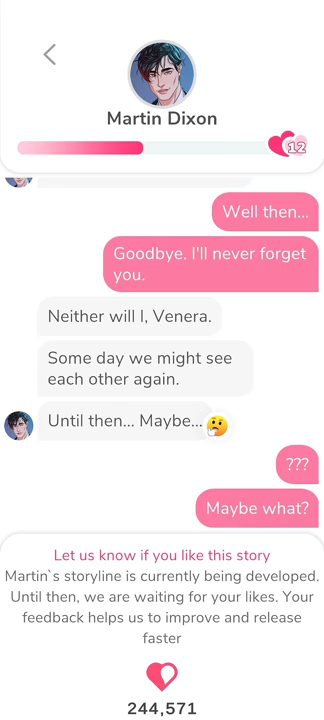 Martin Dixon
12
Well then...
Goodbye. I'll never forget
you.
Neither will I, Venera.
Some day we might see
each other again.
Until then... Maybe...
???
Maybe what?
Let us know if you like this story
Martin`s storyline is currently being developed.
Until then, we are waiting for your likes. Your
feedback helps us to improve and release
faster
244,571